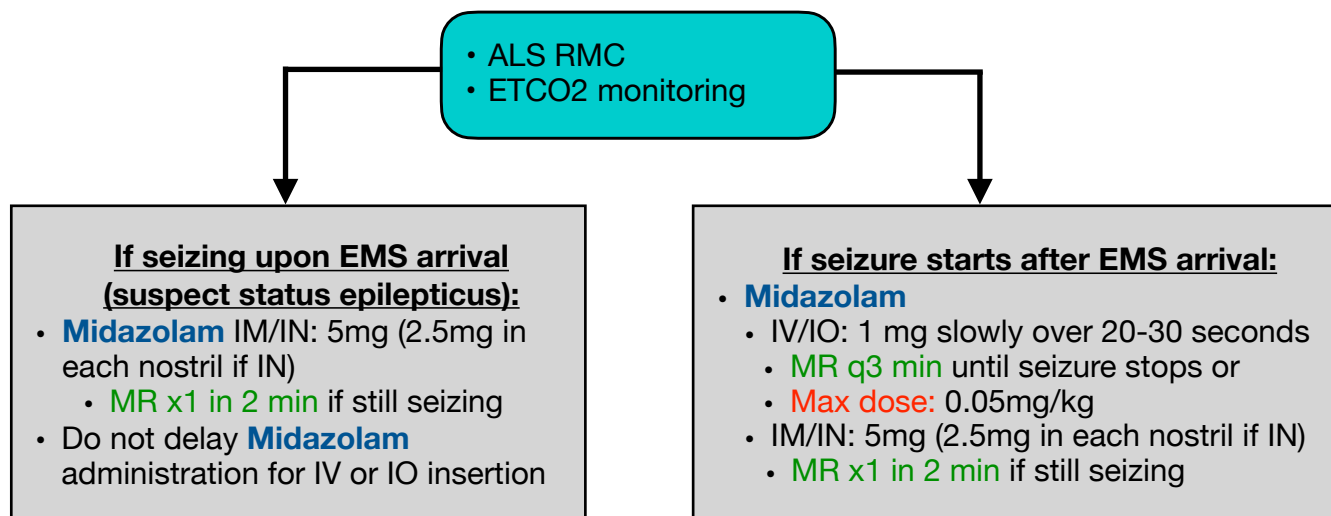 • ALS RMC
• ETCO2 monitoring
If seizing upon EMS arrival
(suspect status epilepticus):
• Midazolam IM/IN: 5mg (2.5mg in
each nostril if IN)
• MR x1 in 2 min if still seizing
• Do not delay Midazolam
administration for IV or IO insertion
If seizure starts after EMS arrival:
• Midazolam
• IV/IO: 1 mg slowly over 20-30 seconds
• MR q3 min until seizure stops or
• Max dose: 0.05mg/kg
• IM/IN: 5mg (2.5mg in each nostril if IN)
• MR x1 in 2 min if still seizing